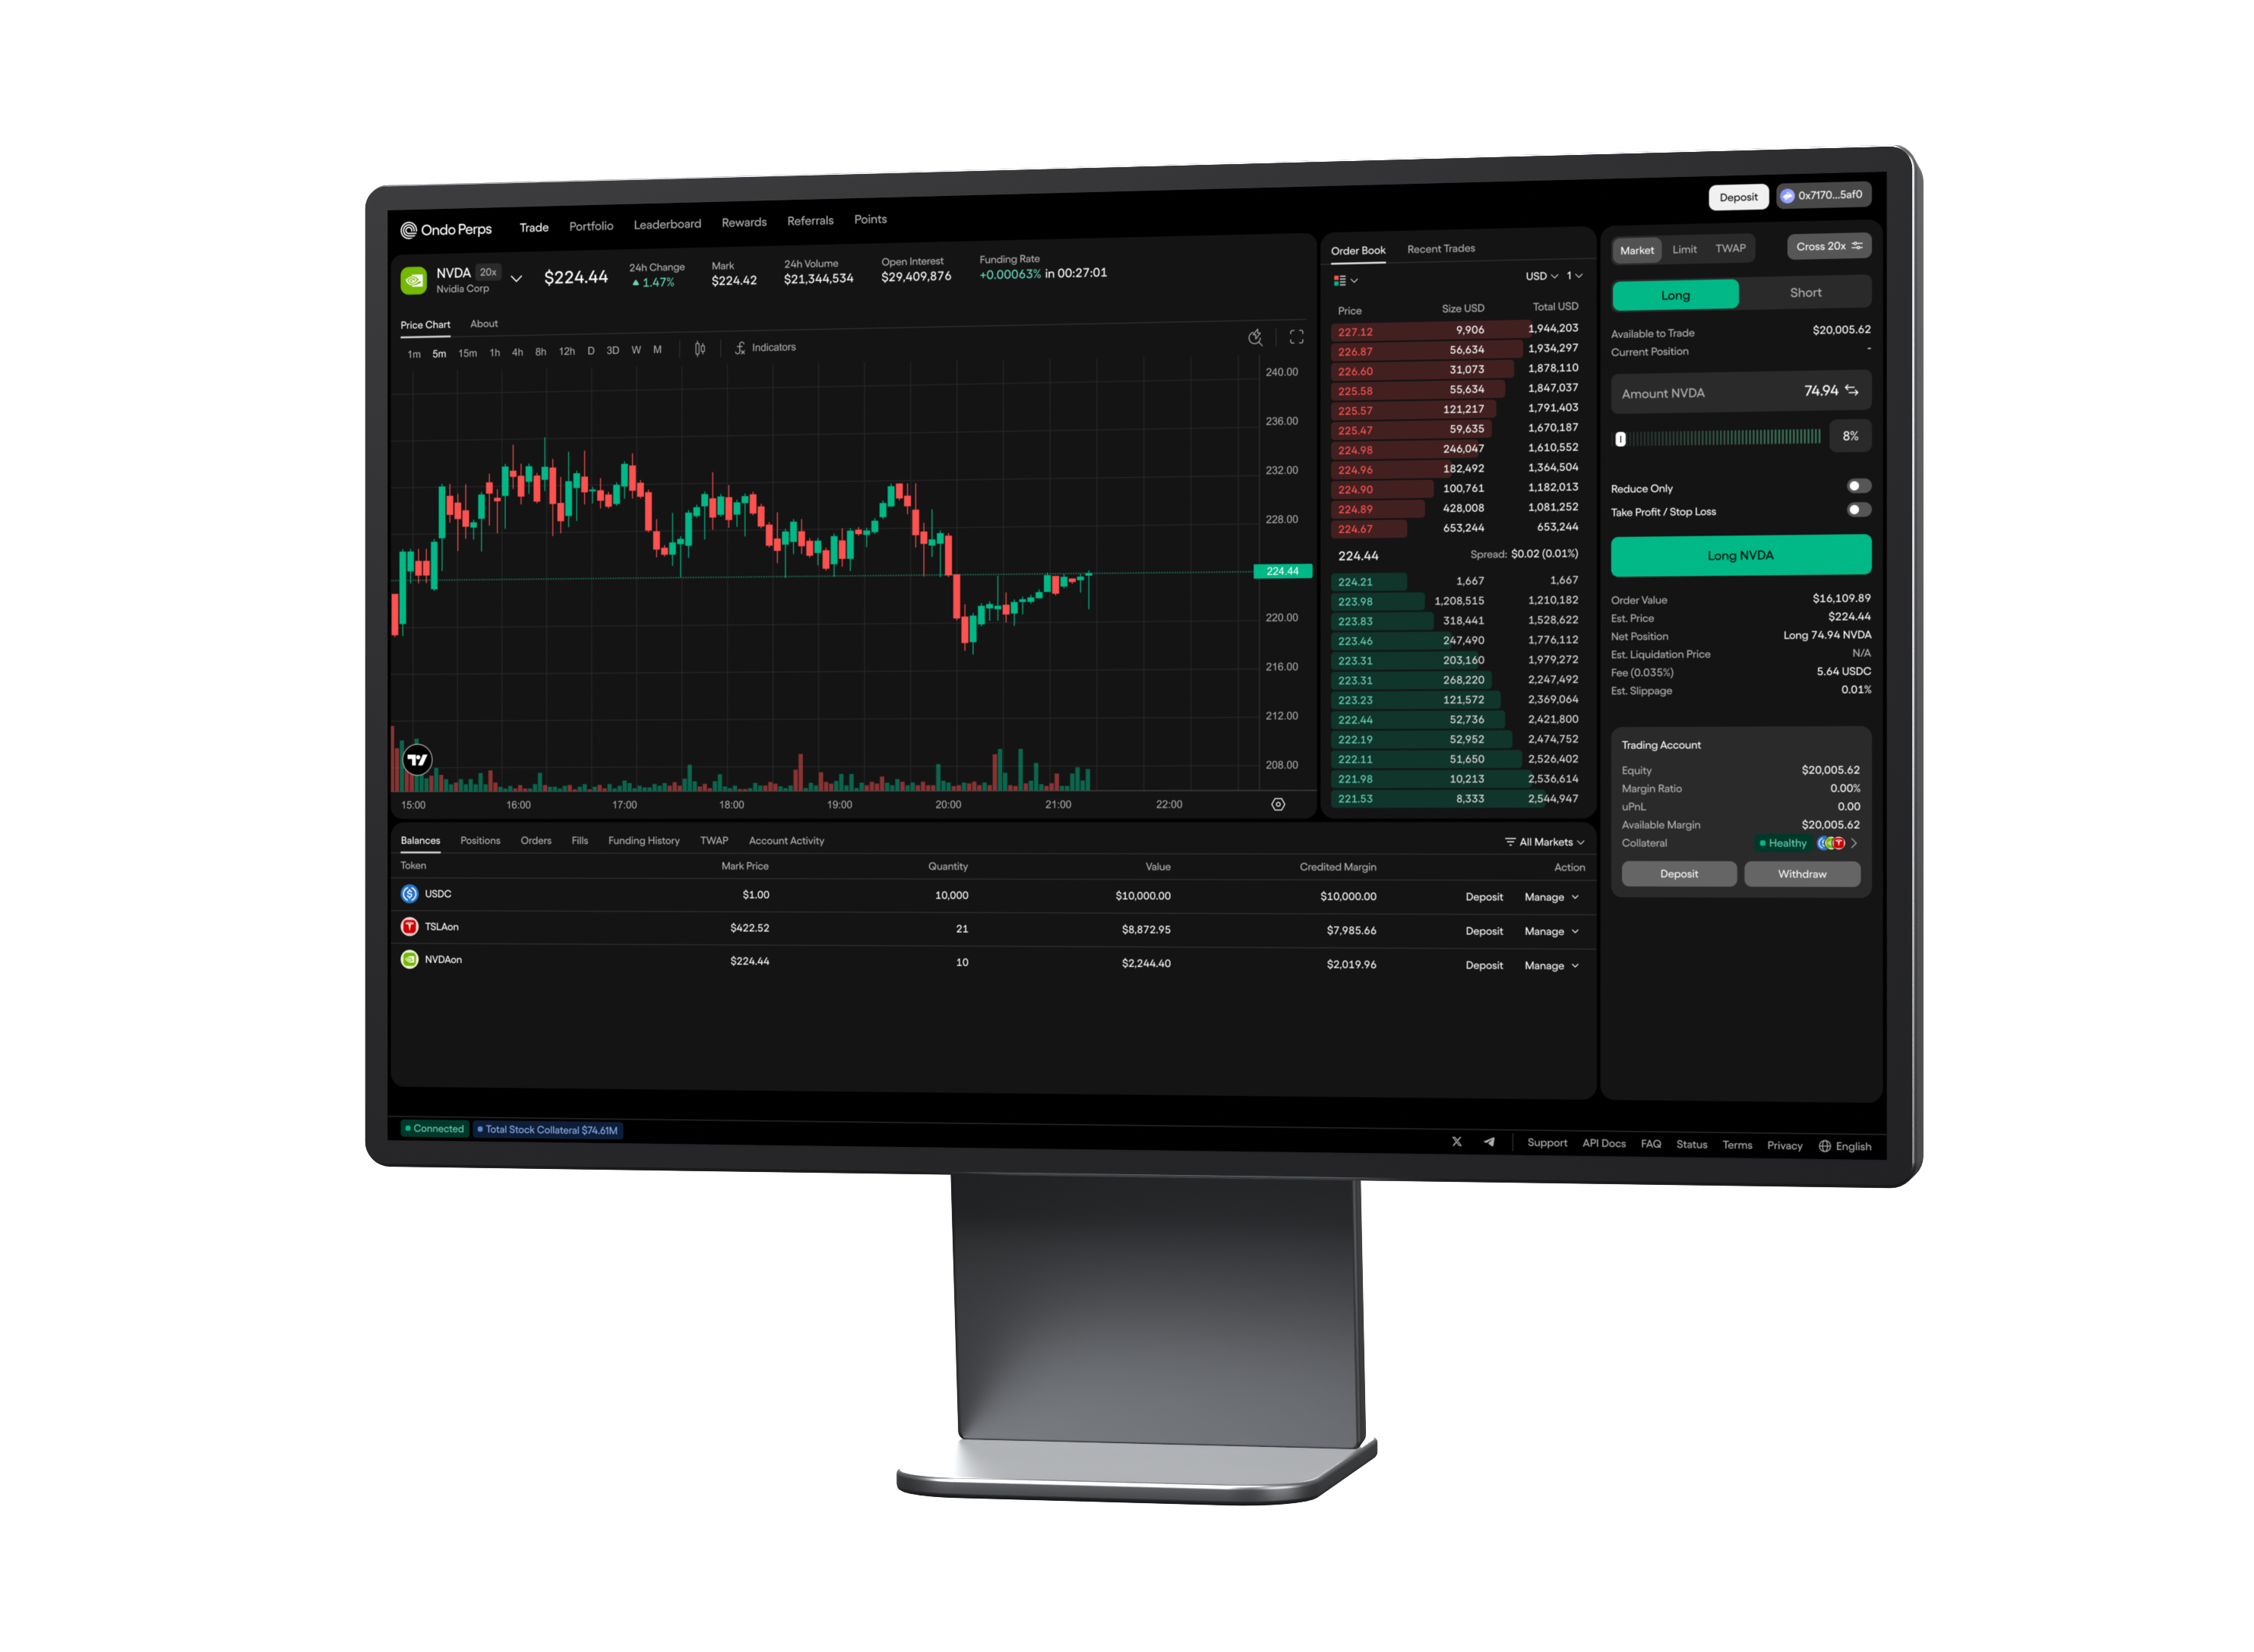 Ondo Perps Trade Portfolio Leaderboard Rewards Referrals Points Deposit 0x7170...5af0
NVDA 20x
Nvidia Corp
$224.44
24h Change
1.47%
Mark
$224.42
24h Volume
$21,344,534
Open Interest
$29,409,876
Funding Rate
+0.00063% in 00:27:01
Price Chart About
1m 5m 15m 1h 4h 8h 12h D 3D W M Indicators
240.00
236.00
232.00
228.00
224.44
220.00
216.00
212.00
208.00
15:00 16:00 17:00 18:00 19:00 20:00 21:00 22:00
Order Book Recent Trades
USD 1
Price Size USD Total USD
227.12 9,906 1,944,203
226.87 56,634 1,934,297
226.60 31,073 1,878,110
225.58 55,634 1,847,037
225.57 121,217 1,791,403
225.47 59,635 1,670,187
224.98 246,047 1,610,552
224.96 182,492 1,364,504
224.90 100,761 1,182,013
224.89 428,008 1,081,252
224.67 653,244 653,244
224.44 Spread: $0.02 (0.01%)
224.21 1,667 1,667
223.98 1,208,515 1,210,182
223.83 318,441 1,528,622
223.46 247,490 1,776,112
223.31 203,160 1,979,272
223.31 268,220 2,247,492
223.23 121,572 2,369,064
222.44 52,736 2,421,800
222.19 52,952 2,474,752
222.11 51,650 2,526,402
221.98 10,213 2,536,614
221.53 8,333 2,544,947
Market Limit TWAP Cross 20x
Long Short
Available to Trade $20,005.62
Current Position -
Amount NVDA 74.94
8%
Reduce Only
Take Profit / Stop Loss
Long NVDA
Order Value $16,109.89
Est. Price $224.44
Net Position Long 74.94 NVDA
Est. Liquidation Price N/A
Fee (0.035%) 5.64 USDC
Est. Slippage 0.01%
Trading Account
Equity $20,005.62
Margin Ratio 0.00%
uPnL 0.00
Available Margin $20,005.62
Collateral Healthy
Deposit Withdraw
Balances Positions Orders Fills Funding History TWAP Account Activity All Markets
Token Mark Price Quantity Value Credited Margin Action
USDC $1.00 10,000 $10,000.00 $10,000.00 Deposit Manage
TSLAon $422.52 21 $8,872.95 $7,985.66 Deposit Manage
NVDAon $224.44 10 $2,244.40 $2,019.96 Deposit Manage
Connected Total Stock Collateral $74.61M
Support API Docs FAQ Status Terms Privacy English